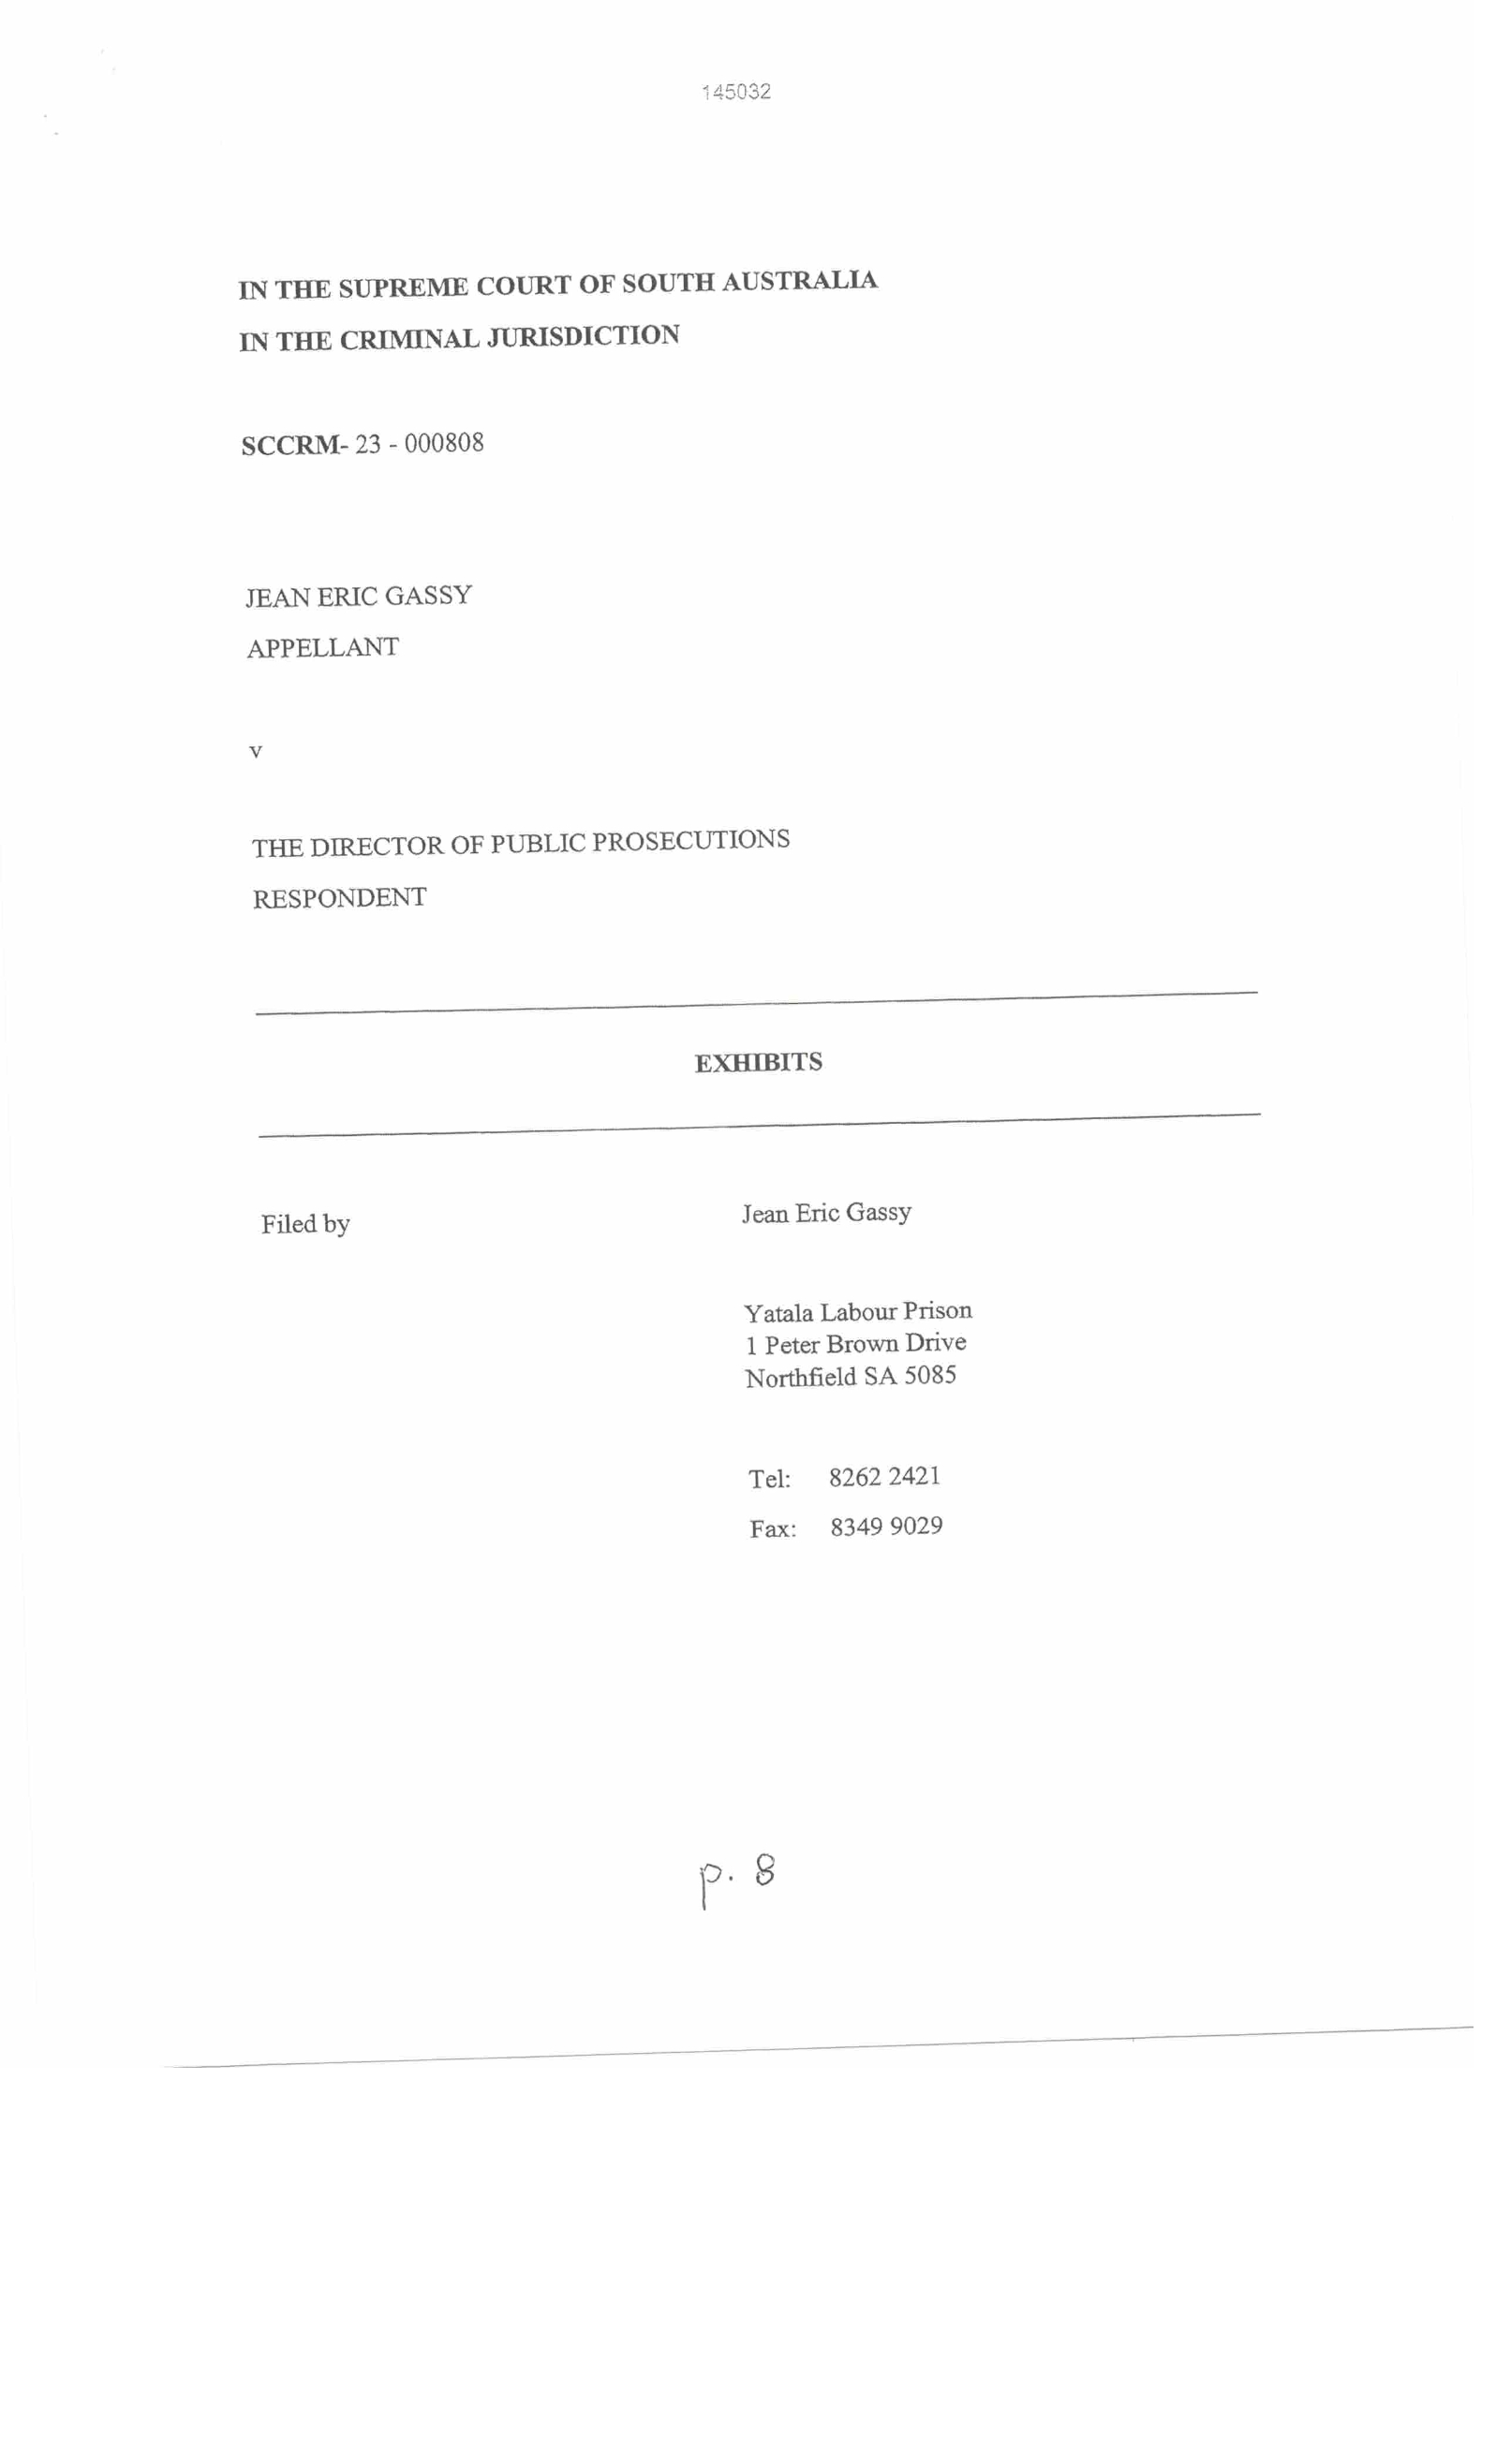 145032
IN THE SUPREME COURT OF SOUTH AUSTRALIA
IN THE CRIMINAL JURISDICTION
SCCRM- 23 - 000808
JEAN ERIC GASSY
APPELLANT
v
THE DIRECTOR OF PUBLIC PROSECUTIONS
RESPONDENT
EXHIBITS
Filed by
Jean Eric Gassy
Yatala Labour Prison
1 Peter Brown Drive
Northfield SA 5085
Tel: 8262 2421
Fax: 8349 9029
p. 8